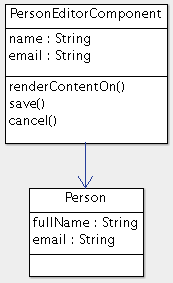 PersonEditorComponent
name : String
email : String
renderContentOn()
save()
cancel()
Person
fullName : String
email : String